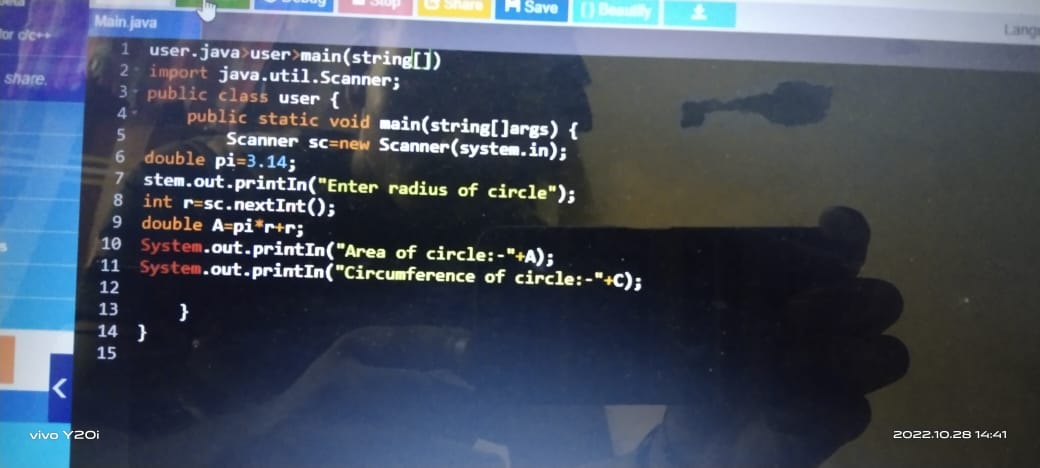 Debug
Stop
Share
Save
{} Beautify
Main.java
Lang
for c/c++
share.
1 user.java>user>main(string[])
2 import java.util.Scanner;
3 public class user {
4 public static void main(string[]args) {
5 Scanner sc=new Scanner(system.in);
6 double pi=3.14;
7 stem.out.printIn("Enter radius of circle");
8 int r=sc.nextInt();
9 double A=pi*r+r;
10 System.out.printIn("Area of circle:-"+A);
11 System.out.printIn("Circumference of circle:-"+C);
12
13 }
14 }
15
vivo Y20i
2022.10.28 14:41